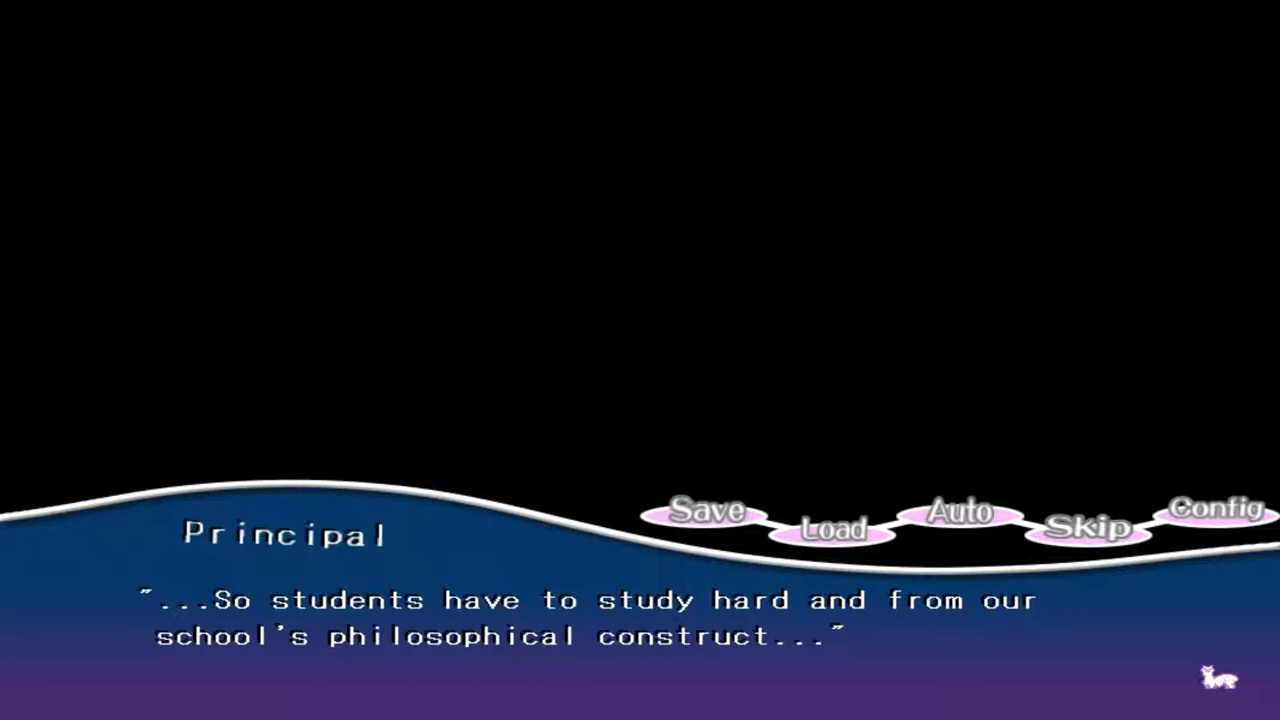 Save
Load
Auto
Skip
Config
Principal
"...So students have to study hard and from our
school's philosophical construct..."